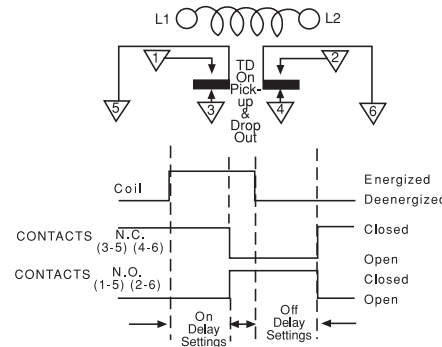 L1 L2
1 2
TD
On
Pick-
up
&
Drop
Out
5 3 4 6
Coil
Energized
Deenergized
CONTACTS N.C.
(3-5) (4-6)
Closed
Open
CONTACTS N.O.
(1-5) (2-6)
Closed
Open
On
Delay
Settings
Off
Delay
Settings